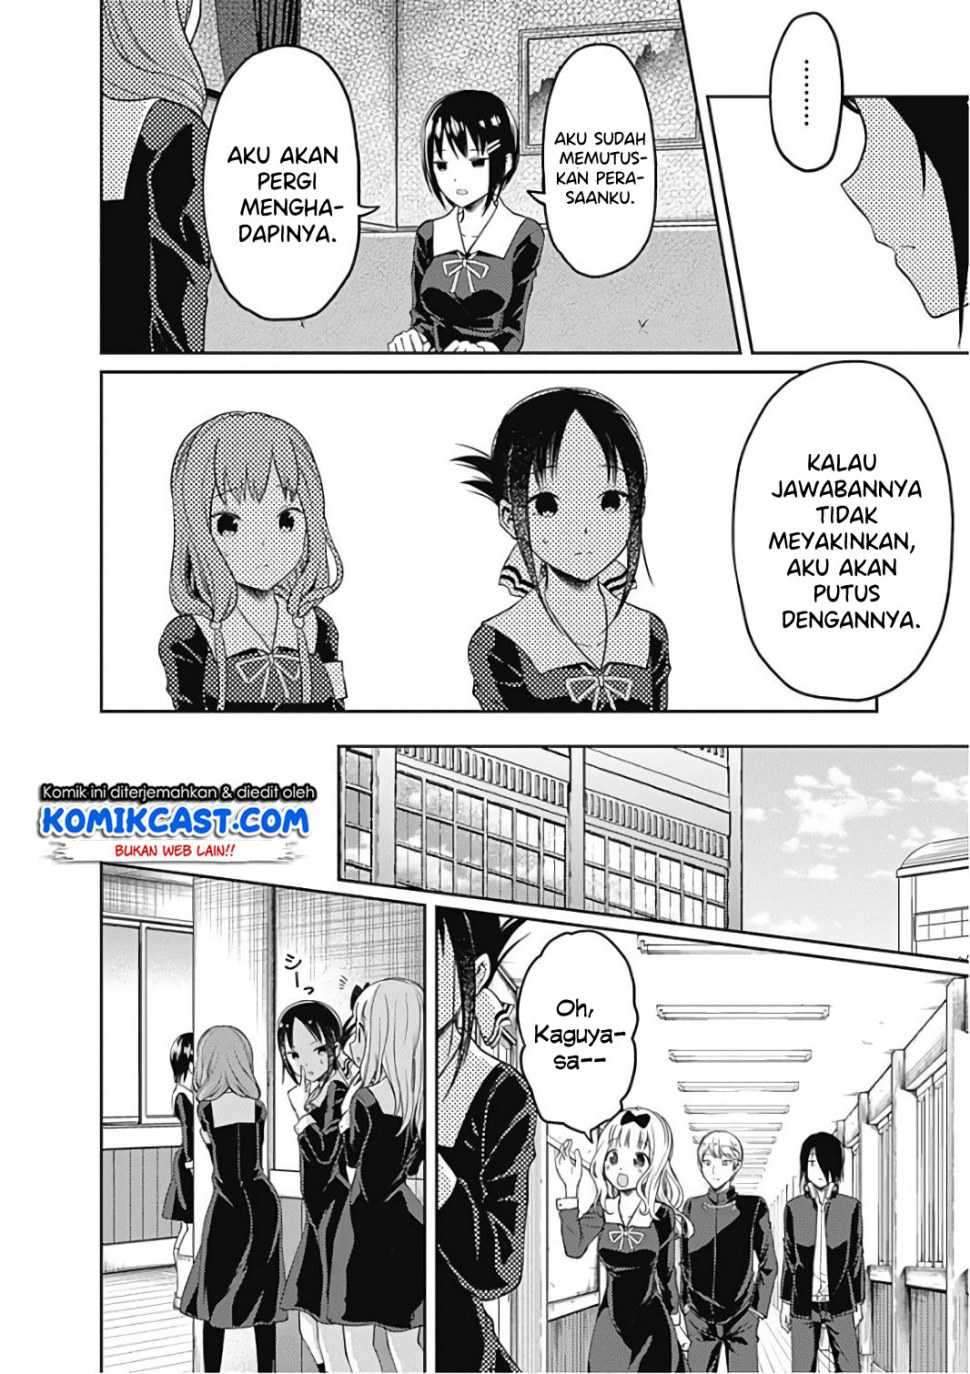 .........
AKU SUDAH
MEMUTUS-
KAN PERA-
SAANKU.
AKU AKAN
PERGI
MENGHA-
DAPINYA.
KALAU
JAWABANNYA
TIDAK
MEYAKINKAN,
AKU AKAN
PUTUS
DENGANNYA.
Komik ini diterjemahkan & diedit oleh
KOMIKCAST.COM
BUKAN WEB LAIN!!
Oh,
Kaguya-
sa--
シーっ